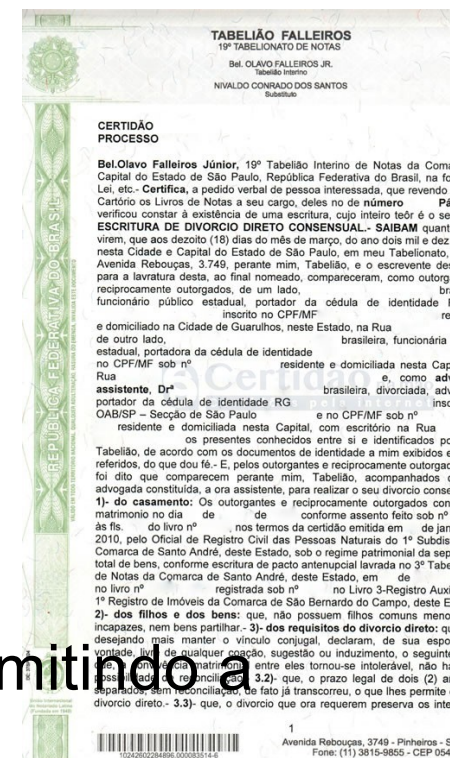 TABELIÃO FALLEIROS
19º TABELIONATO DE NOTAS
Bel. OLAVO FALLEIROS JR.
Tabelião Interino
NIVALDO CONRADO DOS SANTOS
Substituto
CERTIDÃO
PROCESSO
Bel.Olavo Falleiros Júnior, 19º Tabelião Interino de Notas da Coma
Capital do Estado de São Paulo, República Federativa do Brasil, na fo
Lei, etc.- Certifica, a pedido verbal de pessoa interessada, que revendo
Cartório os Livros de Notas a seu cargo, deles no de número Pá
verificou constar à existência de uma escritura, cujo inteiro teôr é o se
ESCRITURA DE DIVORCIO DIRETO CONSENSUAL.- SAIBAM quant
virem, que aos dezoito (18) dias do mês de março, do ano dois mil e dez
nesta Cidade e Capital do Estado de São Paulo, em meu Tabelionato,
Avenida Rebouças, 3.749, perante mim, Tabelião, e o escrevente des
para a lavratura desta, ao final nomeado, compareceram, como outorg
reciprocamente outorgados, de um lado, bra
funcionário público estadual, portador da cédula de identidade R
inscrito no CPF/MF re
e domiciliado na Cidade de Guarulhos, neste Estado, na Rua
de outro lado, brasileira, funcionária
estadual, portadora da cédula de identidade
no CPF/MF sob nº residente e domiciliada nesta Cap
Rua e, como adv
assistente, Drª brasileira, divorciada, adv
portador da cédula de identidade RG insc
OAB/SP – Secção de São Paulo e no CPF/MF sob nº
residente e domiciliada nesta Capital, com escritório na Rua
os presentes conhecidos entre si e identificados po
Tabelião, de acordo com os documentos de identidade a mim exibidos e
referidos, do que dou fé.- E, pelos outorgantes e reciprocamente outorgad
foi dito que comparecem perante mim, Tabelião, acompanhados d
advogada constituída, a ora assistente, para realizar o seu divorcio conse
1)- do casamento: Os outorgantes e reciprocamente outorgados con
matrimonio no dia de de conforme assento feito sob nº
às fls. do livro nº , nos termos da certidão emitida em de jan
2010, pelo Oficial de Registro Civil das Pessoas Naturais do 1º Subdis
Comarca de Santo André, deste Estado, sob o regime patrimonial da sep
total de bens, conforme escritura de pacto antenupcial lavrada no 3º Tabe
de Notas da Comarca de Santo André, deste Estado, em de
no livro nº registrada sob nº no Livro 3-Registro Auxi
1º Registro de Imóveis da Comarca de São Bernardo do Campo, deste E
2)- dos filhos e dos bens: que, não possuem filhos comuns meno
incapazes, nem bens partilhar.- 3)- dos requisitos do divorcio direto: qu
desejando mais manter o vínculo conjugal, declaram, de sua espo
vontade, livre de qualquer coação, sugestão ou induzimento, o seguinte
entre eles tornou-se intolerável, não ha
3.2)- que, o prazo legal de dois (2) an
separados, sem reconciliação, de fato já transcorreu, o que lhes permite
divorcio direto.- 3.3)- que, o divorcio que ora requerem preserva os inte
mitindo a
REPÚBLICA FEDERATIVA DO BRASIL
1
10242602284896.000083514-6
Avenida Rebouças, 3749 - Pinheiros - S
Fone: (11) 3815-9855 - CEP 054